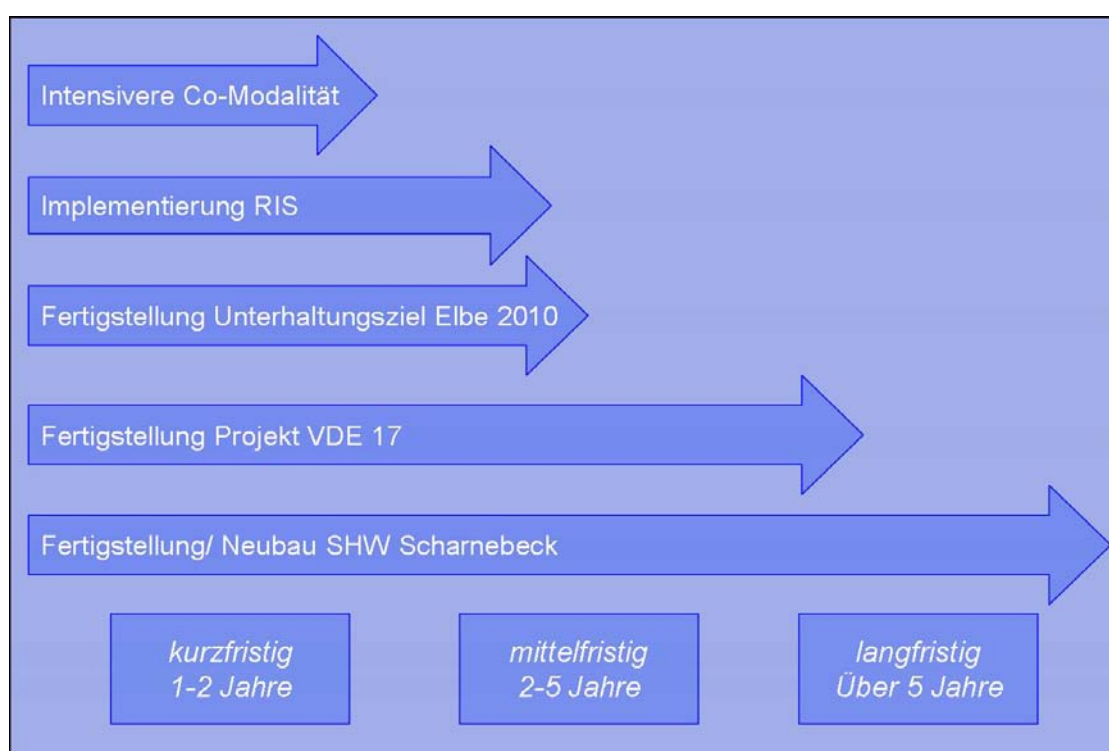 Intensivere Co-Modalität
Implementierung RIS
Fertigstellung Unterhaltungsziel Elbe 2010
Fertigstellung Projekt VDE 17
Fertigstellung/ Neubau SHW Scharnebeck
kurzfristig
1-2 Jahre
mittelfristig
2-5 Jahre
langfristig
Über 5 Jahre